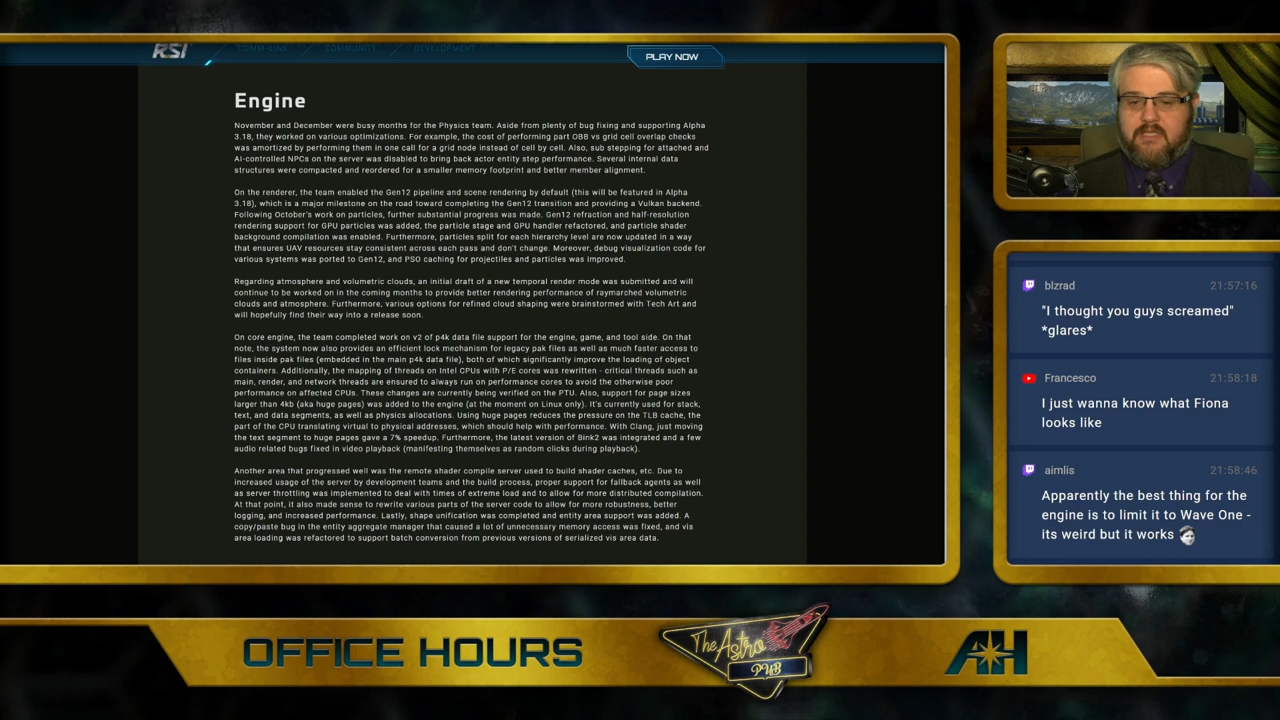 RSI
COMM-LINK
COMMUNITY
DEVELOPMENT
PLAY NOW
Engine
November and December were busy months for the Physics team. Aside from plenty of bug fixing and supporting Alpha
3.18, they worked on various optimizations. For example, the cost of performing part OBB vs grid cell overlap checks
was amortized by performing them in one call for a grid node instead of cell by cell. Also, sub stepping for attached and
AI-controlled NPCs on the server was disabled to bring back actor entity step performance. Several internal data
structures were compacted and reordered for a smaller memory footprint and better member alignment.
On the renderer, the team enabled the Gen12 pipeline and scene rendering by default (this will be featured in Alpha
3.18), which is a major milestone on the road toward completing the Gen12 transition and providing a Vulkan backend.
Following October's work on particles, further substantial progress was made. Gen12 refraction and half-resolution
rendering support for GPU particles was added, the particle stage and GPU handler refactored, and particle shader
background compilation was enabled. Furthermore, particles split for each hierarchy level are now updated in a way
that ensures UAV resources stay consistent across each pass and don't change. Moreover, debug visualization code for
various systems was ported to Gen12, and PSO caching for projectiles and particles was improved.
Regarding atmosphere and volumetric clouds, an initial draft of a new temporal render mode was submitted and will
continue to be worked on in the coming months to provide better rendering performance of raymarched volumetric
clouds and atmosphere. Furthermore, various options for refined cloud shaping were brainstormed with Tech Art and
will hopefully find their way into a release soon.
On core engine, the team completed work on v2 of p4k data file support for the engine, game, and tool side. On that
note, the system now also provides an efficient lock mechanism for legacy pak files as well as much faster access to
files inside pak files (embedded in the main p4k data file), both of which significantly improve the loading of object
containers. Additionally, the mapping of threads on Intel CPUs with P/E cores was rewritten - critical threads such as
main, render, and network threads are ensured to always run on performance cores to avoid the otherwise poor
performance on affected CPUs. These changes are currently being verified on the PTU. Also, support for page sizes
larger than 4kb (aka huge pages) was added to the engine (at the moment on Linux only). It's currently used for stack,
text, and data segments, as well as physics allocations. Using huge pages reduces the pressure on the TLB cache, the
part of the CPU translating virtual to physical addresses, which should help with performance. With Clang, just moving
the text segment to huge pages gave a 7% speedup. Furthermore, the latest version of Bink2 was integrated and a few
audio related bugs fixed in video playback (manifesting themselves as random clicks during playback).
Another area that progressed well was the remote shader compile server used to build shader caches, etc. Due to
increased usage of the server by development teams and the build process, proper support for fallback agents as well
as server throttling was implemented to deal with times of extreme load and to allow for more distributed compilation.
At that point, it also made sense to rewrite various parts of the server code to allow for more robustness, better
logging, and increased performance. Lastly, shape unification was completed and entity area support was added. A
copy/paste bug in the entity aggregate manager that caused a lot of unnecessary memory access was fixed, and vis
area loading was refactored to support batch conversion from previous versions of serialized vis area data.
blzrad 21:57:16
"I thought you guys screamed"
*glares*
Francesco 21:58:18
I just wanna know what Fiona
looks like
aimlis 21:58:46
Apparently the best thing for the
engine is to limit it to Wave One -
its weird but it works
OFFICE HOURS
The Astro
PUB
AH